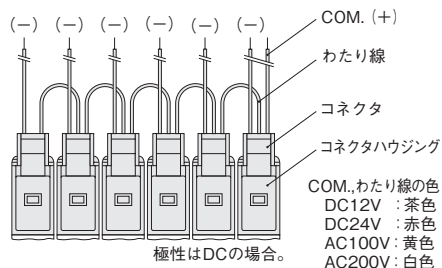 (−) (−) (−) (−) (−) (−)
COM. (+)
わたり線
コネクタ
コネクタハウジング
COM.,わたり線の色
DC12V :茶色
DC24V :赤色
AC100V:黄色
AC200V:白色
極性はDCの場合。